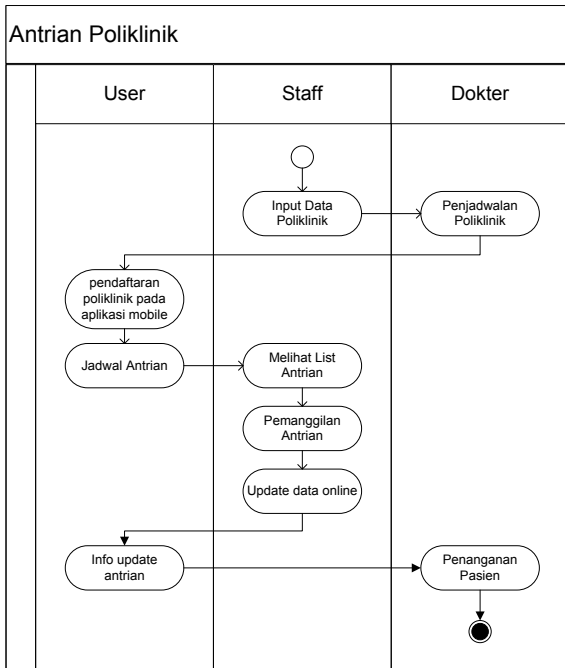 Antrian Poliklinik
User
Staff
Dokter
Input Data
Poliklinik
Penjadwalan
Poliklinik
pendaftaran
poliklinik pada
aplikasi mobile
Jadwal Antrian
Melihat List
Antrian
Pemanggilan
Antrian
Update data online
Info update
antrian
Penanganan
Pasien